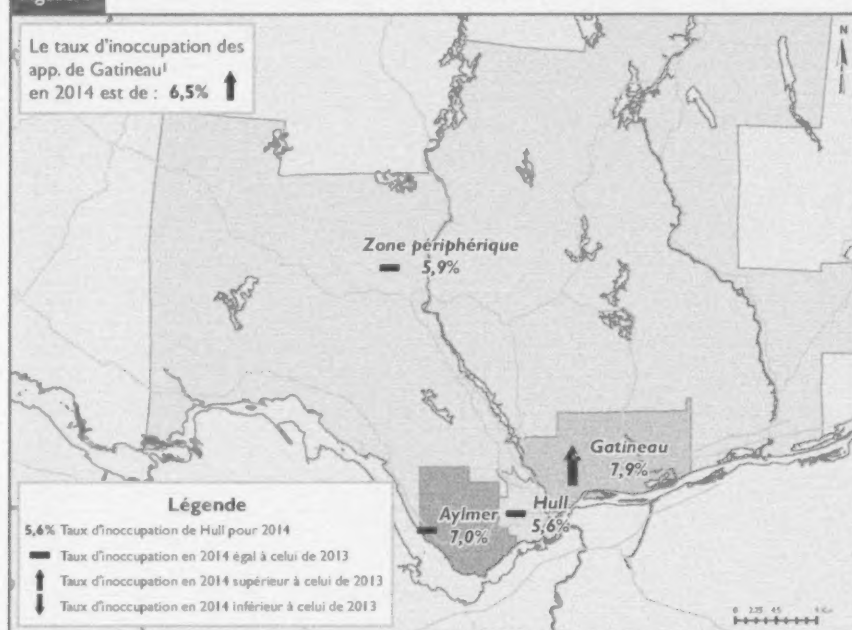 Le taux d'inoccupation des
app. de Gatineau¹
en 2014 est de : 6,5%
N
Zone périphérique
5,9%
Gatineau
7,9%
Hull
5,6%
Aylmer
7,0%
Légende
5,6% Taux d'inoccupation de Hull pour 2014
Taux d'inoccupation en 2014 égal à celui de 2013
Taux d'inoccupation en 2014 supérieur à celui de 2013
Taux d'inoccupation en 2014 inférieur à celui de 2013